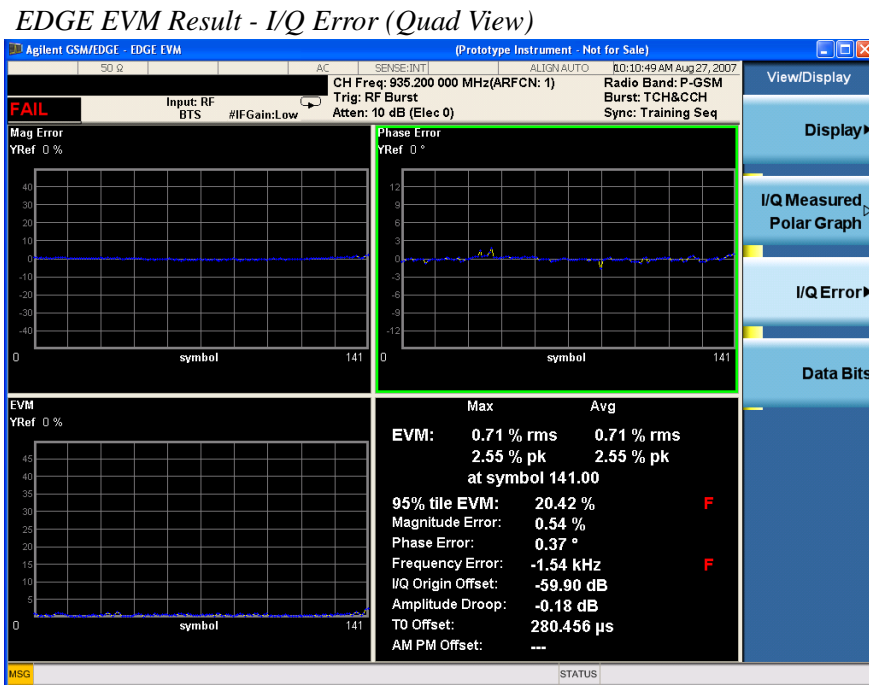 EDGE EVM Result - I/Q Error (Quad View)
Agilent GSM/EDGE - EDGE EVM (Prototype Instrument - Not for Sale)
50 Ω AC SENSE:INT ALIGN AUTO 10:10:49 AM Aug 27, 2007
CH Freq: 935.200 000 MHz(ARFCN: 1) Radio Band: P-GSM
Trig: RF Burst Burst: TCH&CCH
Atten: 10 dB (Elec 0) Sync: Training Seq
FAIL
Input: RF
BTS #IFGain:Low
Mag Error
YRef 0 %
40
30
20
10
0
-10
-20
-30
-40
0 symbol 141
Phase Error
YRef 0 °
12
9
6
3
0
-3
-6
-9
-12
0 symbol 141
EVM
YRef 0 %
45
40
35
30
25
20
15
10
5
0 symbol 141
Max Avg
EVM: 0.71 % rms 0.71 % rms
2.55 % pk 2.55 % pk
at symbol 141.00
95% tile EVM: 20.42 % F
Magnitude Error: 0.54 %
Phase Error: 0.37 °
Frequency Error: -1.54 kHz F
I/Q Origin Offset: -59.90 dB
Amplitude Droop: -0.18 dB
T0 Offset: 280.456 µs
AM PM Offset: ---
View/Display
Display
I/Q Measured
Polar Graph
I/Q Error
Data Bits
MSG STATUS